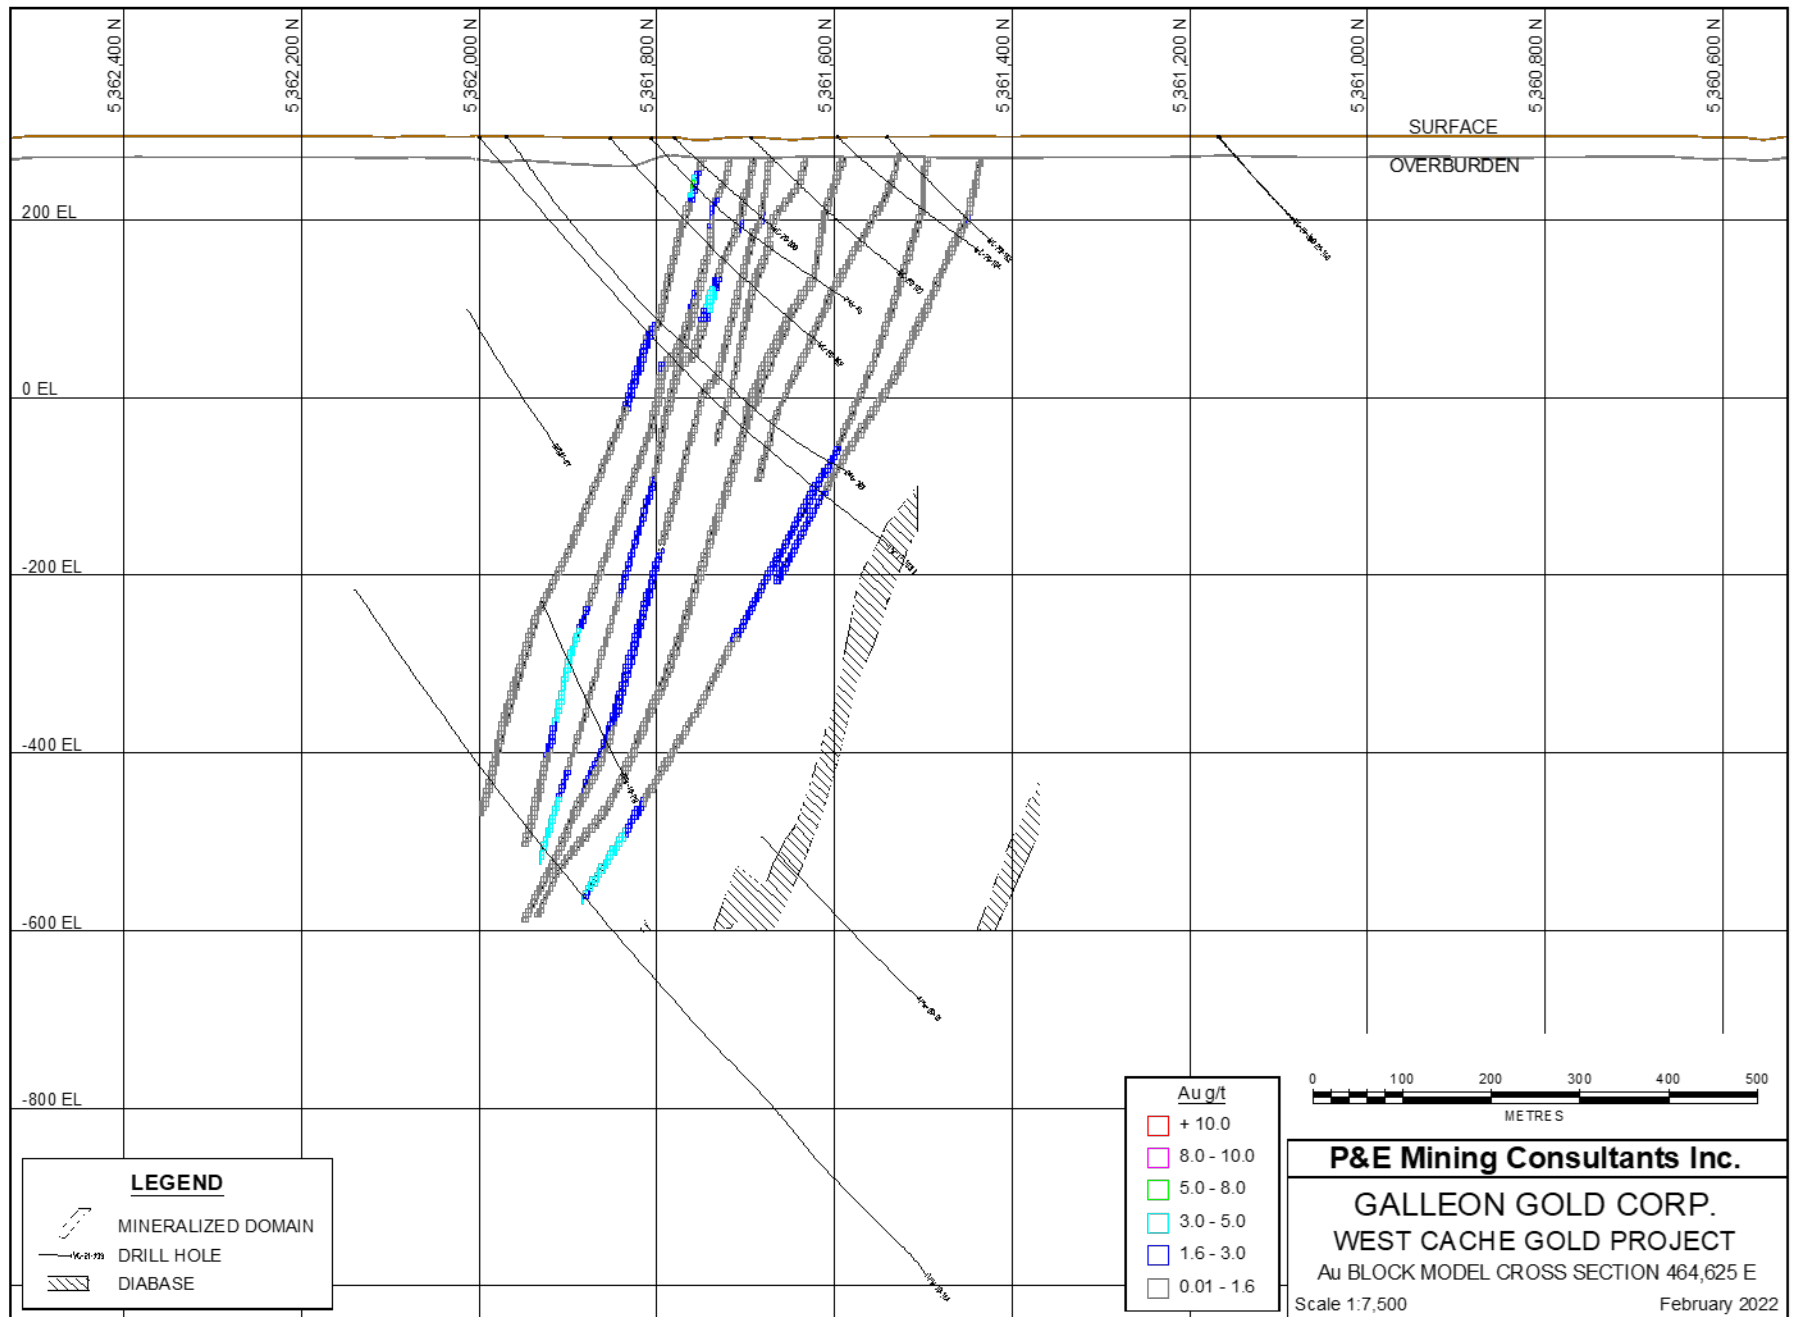 5,362,400 N
5,362,200 N
5,362,000 N
5,361,800 N
5,361,600 N
5,361,400 N
5,361,200 N
5,361,000 N
5,360,800 N
5,360,600 N
SURFACE
OVERBURDEN
200 EL
0 EL
-200 EL
-400 EL
-600 EL
-800 EL
LEGEND
MINERALIZED DOMAIN
DRILL HOLE
DIABASE
Au g/t
+ 10.0
8.0 - 10.0
5.0 - 8.0
3.0 - 5.0
1.6 - 3.0
0.01 - 1.6
0 100 200 300 400 500
METRES
P&E Mining Consultants Inc.
GALLEON GOLD CORP.
WEST CACHE GOLD PROJECT
Au BLOCK MODEL CROSS SECTION 464,625 E
Scale 1:7,500 February 2022